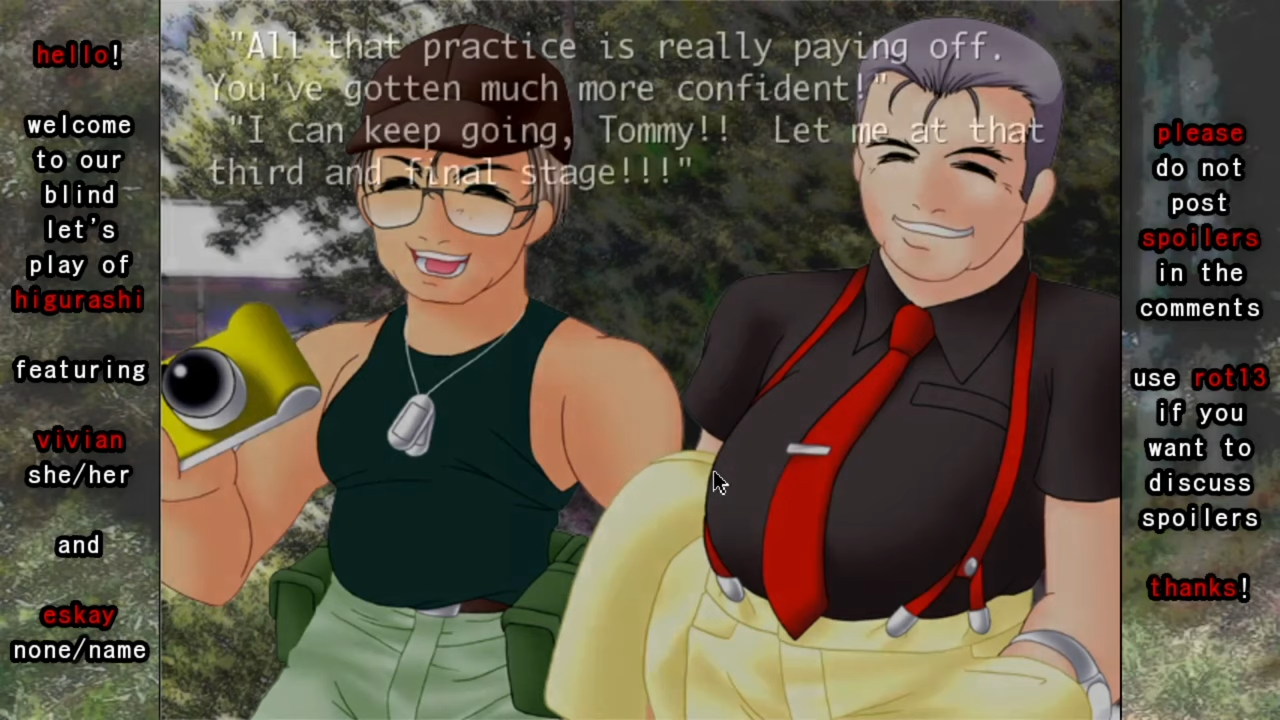 hello!
welcome
to our
blind
let's
play of
higurashi
featuring
vivian
she/her
and
eskay
none/name
"All that practice is really paying off.
You've gotten much more confident!"
"I can keep going, Tommy!!  Let me at that
third and final stage!!!"
please
do not
post
spoilers
in the
comments
use rot13
if you
want to
discuss
spoilers
thanks!